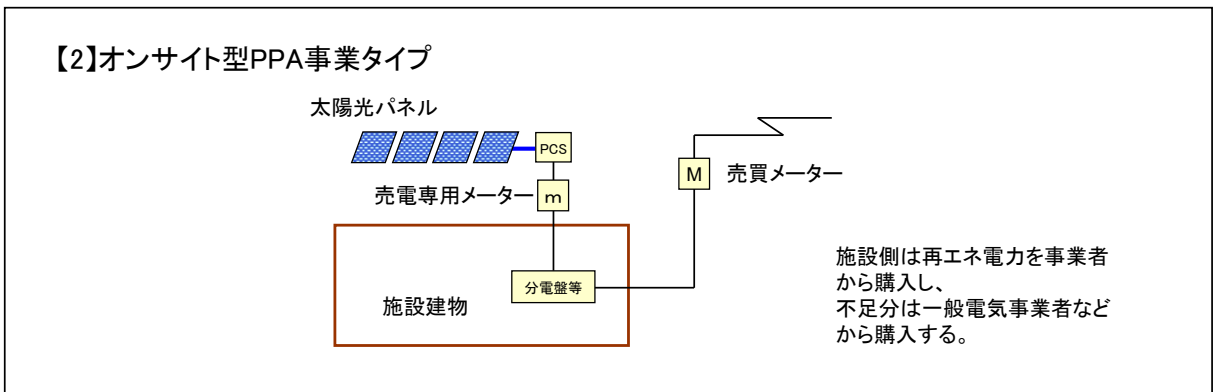 【2】オンサイト型PPA事業タイプ
太陽光パネル
PCS
M
売買メーター
売電専用メーター
m
分電盤等
施設建物
施設側は再エネ電力を事業者
から購入し、
不足分は一般電気事業者など
から購入する。